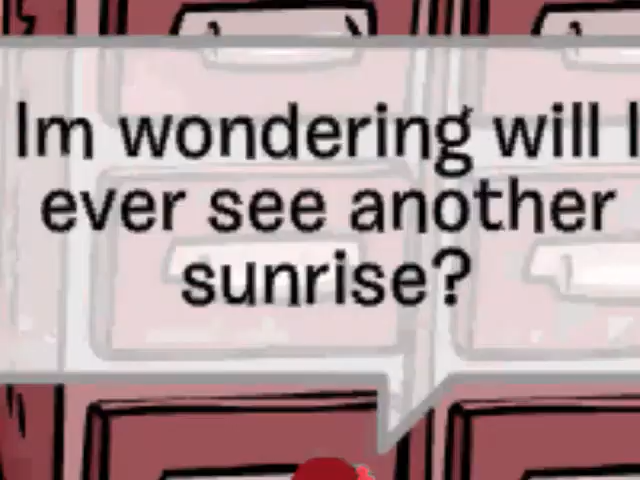 Im wondering will I
ever see another
sunrise?